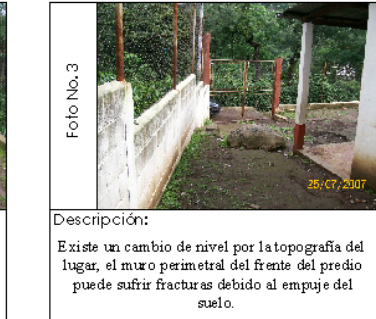 Foto No. 3
25/07/2007
Descripción:
Existe un cambio de nivel por la topografía del
lugar, el muro perimetral del frente del predio
puede sufrir fracturas debido al empuje del
suelo.